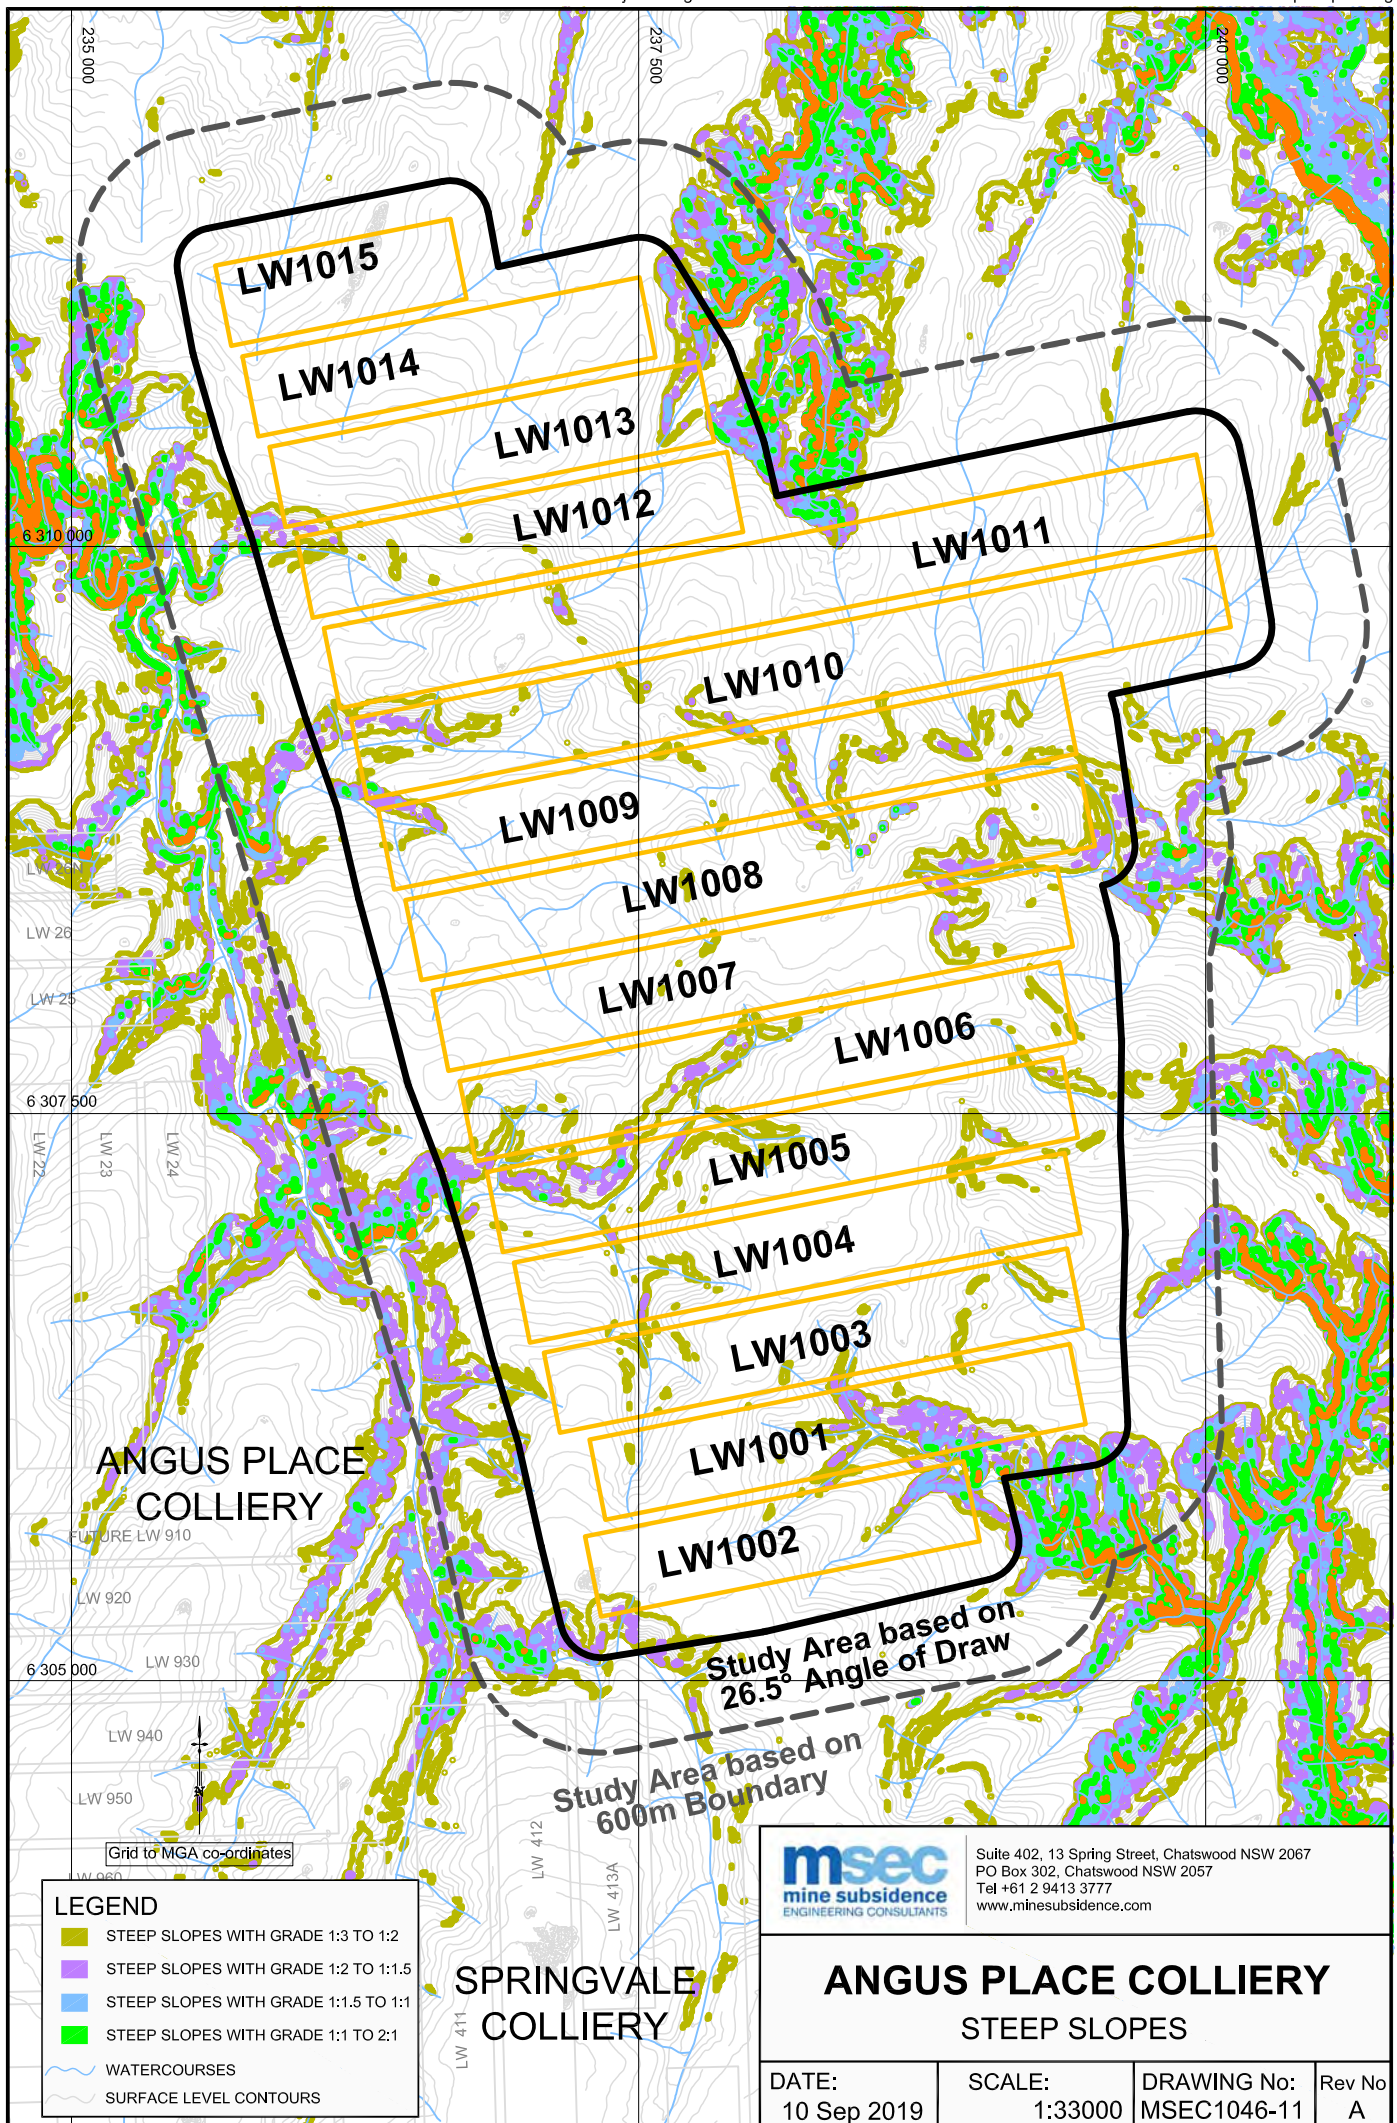 235 000
237 500
240 000
LW1015
LW1014
LW1013
LW1012
LW1011
6 310 000
LW1010
LW1009
LW1008
LW 26N
LW 26
LW1007
LW 25
LW1006
6 307 500
LW 22
LW 23
LW 24
LW1005
LW1004
LW1003
LW1001
ANGUS PLACE
COLLIERY
FUTURE LW 910
LW1002
LW 920
Study Area based on
26.5° Angle of Draw
LW 930
6 305 000
LW 940
Study Area based on
600m Boundary
LW 950
N
Grid to MGA co-ordinates
LW 960
LW 412
LW 413A
LW 411
SPRINGVALE
COLLIERY
LEGEND
STEEP SLOPES WITH GRADE 1:3 TO 1:2
STEEP SLOPES WITH GRADE 1:2 TO 1:1.5
STEEP SLOPES WITH GRADE 1:1.5 TO 1:1
STEEP SLOPES WITH GRADE 1:1 TO 2:1
WATERCOURSES
SURFACE LEVEL CONTOURS
msec
mine subsidence
ENGINEERING CONSULTANTS
Suite 402, 13 Spring Street, Chatswood NSW 2067
PO Box 302, Chatswood NSW 2057
Tel +61 2 9413 3777
www.minesubsidence.com
ANGUS PLACE COLLIERY
STEEP SLOPES
DATE:
10 Sep 2019
SCALE:
1:33000
DRAWING No:
MSEC1046-11
Rev No
A